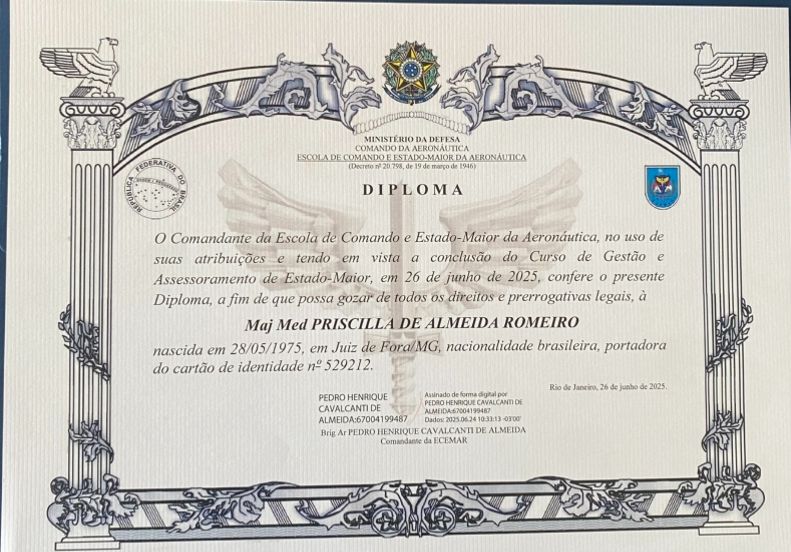 MINISTÉRIO DA DEFESA
COMANDO DA AERONÁUTICA
ESCOLA DE COMANDO E ESTADO-MAIOR DA AERONÁUTICA
(Decreto nº 20.798, de 19 de março de 1946)
REPÚBLICA FEDERATIVA DO BRASIL
DIPLOMA
O Comandante da Escola de Comando e Estado-Maior da Aeronáutica, no uso de
suas atribuições e tendo em vista a conclusão do Curso de Gestão e
Assessoramento de Estado-Maior, em 26 de junho de 2025, confere o presente
Diploma, a fim de que possa gozar de todos os direitos e prerrogativas legais, à
Maj Med PRISCILLA DE ALMEIDA ROMEIRO
nascida em 28/05/1975, em Juiz de Fora/MG, nacionalidade brasileira, portadora
do cartão de identidade nº 529212.
Rio de Janeiro, 26 de junho de 2025.
PEDRO HENRIQUE
CAVALCANTI DE
ALMEIDA:67004199487
Assinado de forma digital por
PEDRO HENRIQUE CAVALCANTI DE
ALMEIDA:67004199487
Dados: 2025.06.24 10:33:13 -03'00'
Brig Ar PEDRO HENRIQUE CAVALCANTI DE ALMEIDA
Comandante da ECEMAR